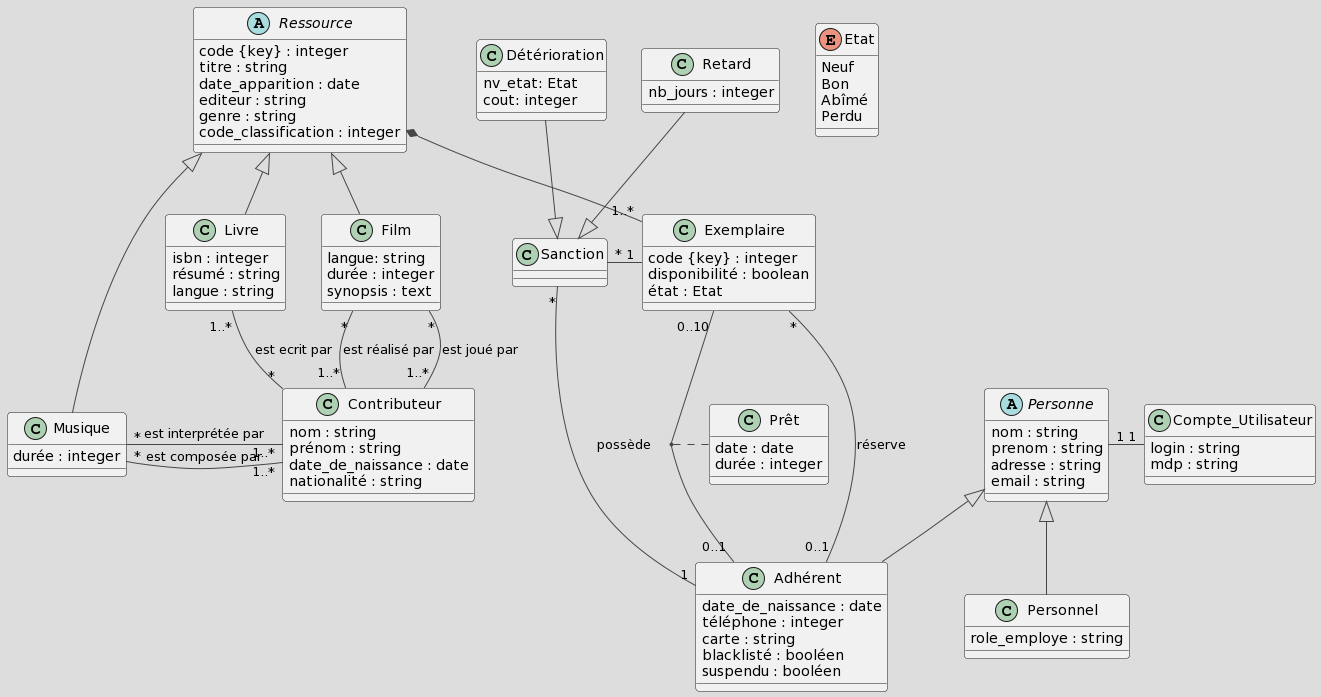 A Ressource
code {key} : integer
titre : string
date_apparition : date
editeur : string
genre : string
code_classification : integer
C Détérioration
nv_etat: Etat
cout: integer
C Retard
nb_jours : integer
E Etat
Neuf
Bon
Abîmé
Perdu
C Livre
isbn : integer
résumé : string
langue : string
C Film
langue: string
durée : integer
synopsis : text
C Sanction
* 1
1..*
C Exemplaire
code {key} : integer
disponibilité : boolean
état : Etat
1..*
*
*
*
0..10
*
est ecrit par
est réalisé par
est joué par
*
1..*
1..*
C Musique
durée : integer
* est interprétée par
1..*
* est composée par
1..*
C Contributeur
nom : string
prénom : string
date_de_naissance : date
nationalité : string
possède
C Prêt
date : date
durée : integer
réserve
A Personne
nom : string
prenom : string
adresse : string
email : string
1 1
C Compte_Utilisateur
login : string
mdp : string
1
0..1
0..1
C Adhérent
date_de_naissance : date
téléphone : integer
carte : string
blacklisté : booléen
suspendu : booléen
C Personnel
role_employe : string